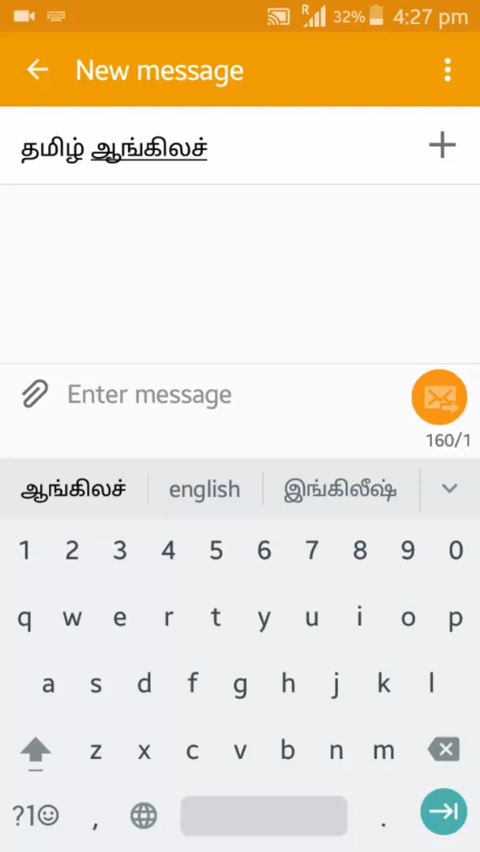 R 32% 4:27 pm
New message
தமிழ் ஆங்கிலச்
Enter message
160/1
ஆங்கிலச் english இங்கிலீஷ்
1 2 3 4 5 6 7 8 9 0
q w e r t y u i o p
a s d f g h j k l
z x c v b n m
?1☺ , .